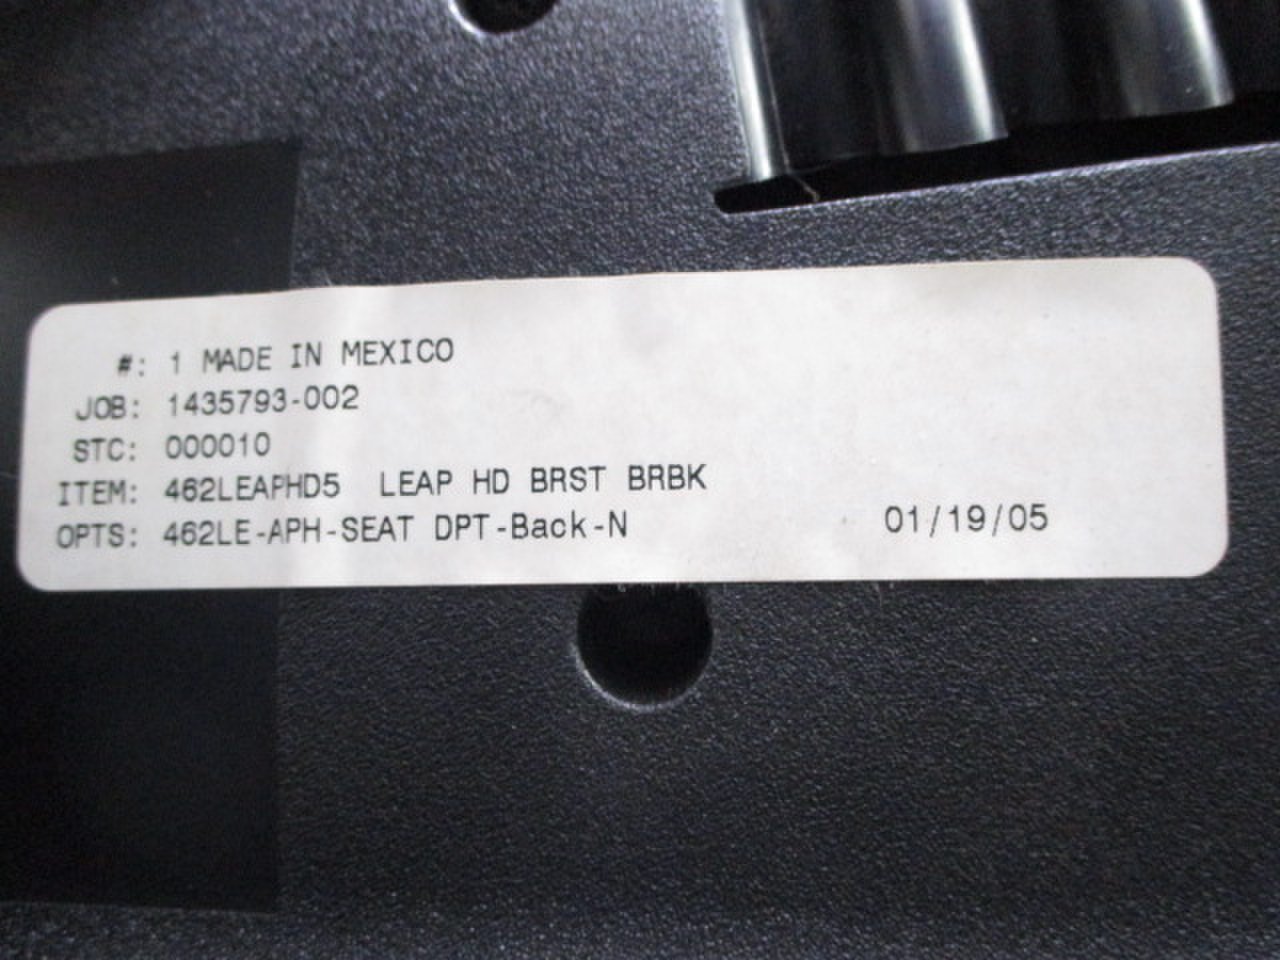 #: 1 MADE IN MEXICO
JOB: 1435793-002
STC: 000010
ITEM: 462LEAPHD5 LEAP HD BRST BRBK
OPTS: 462LE-APH-SEAT DPT-Back-N 01/19/05